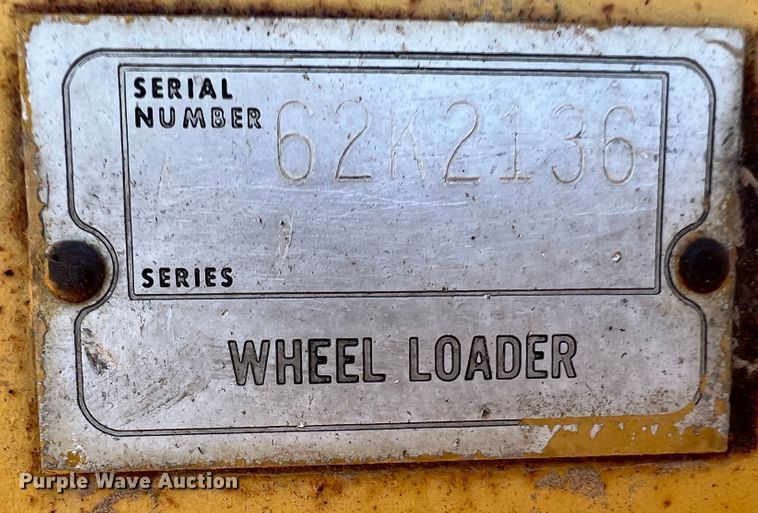 SERIAL
NUMBER 62K2136
SERIES
WHEEL LOADER
Purple Wave Auction